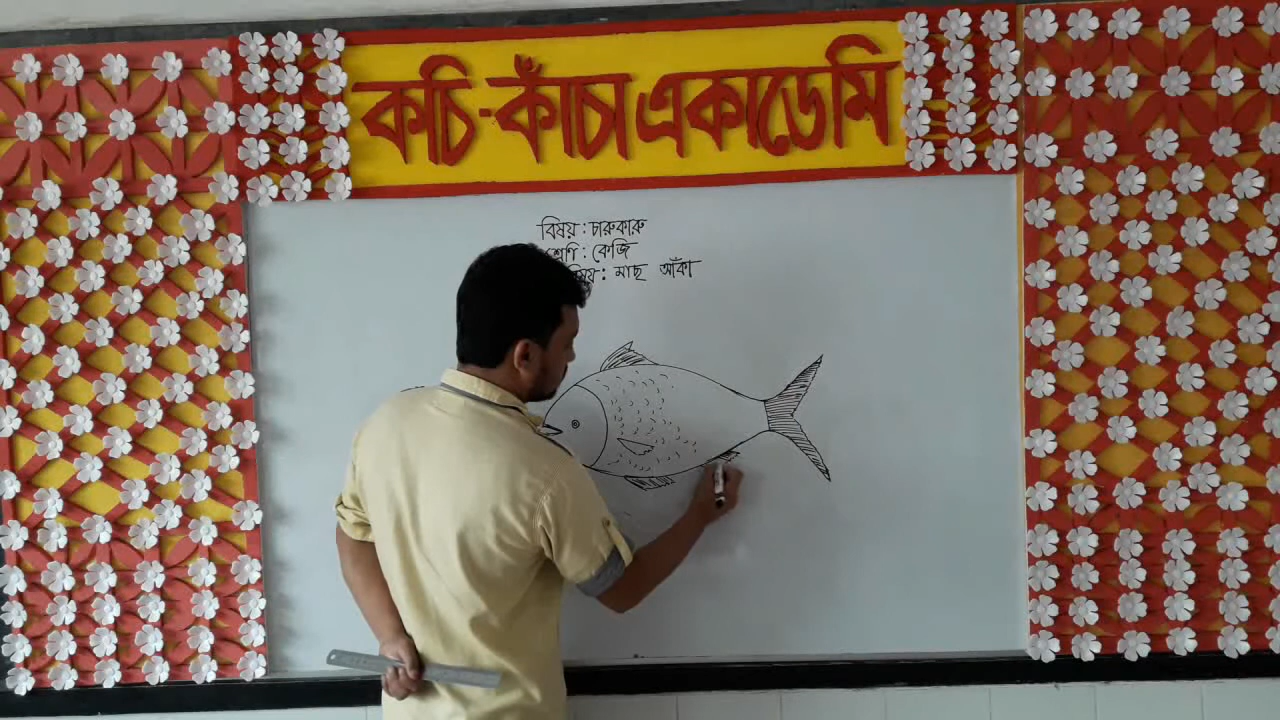 কচি-কাঁচা একাডেমি
বিষয় : চারুকারু
শ্রেণি : কেজি
: মাছ আঁকা